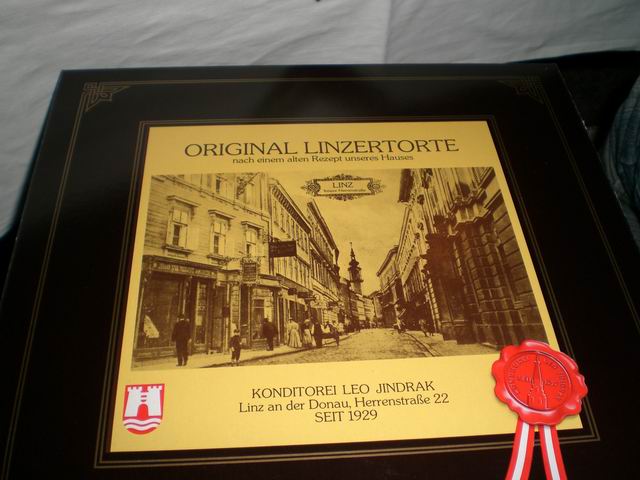 ORIGINAL LINZERTORTE
nach einem alten Rezept unseres Hauses
LINZ
KONDITOREI LEO JINDRAK
Linz an der Donau, Herrenstraße 22
SEIT 1929